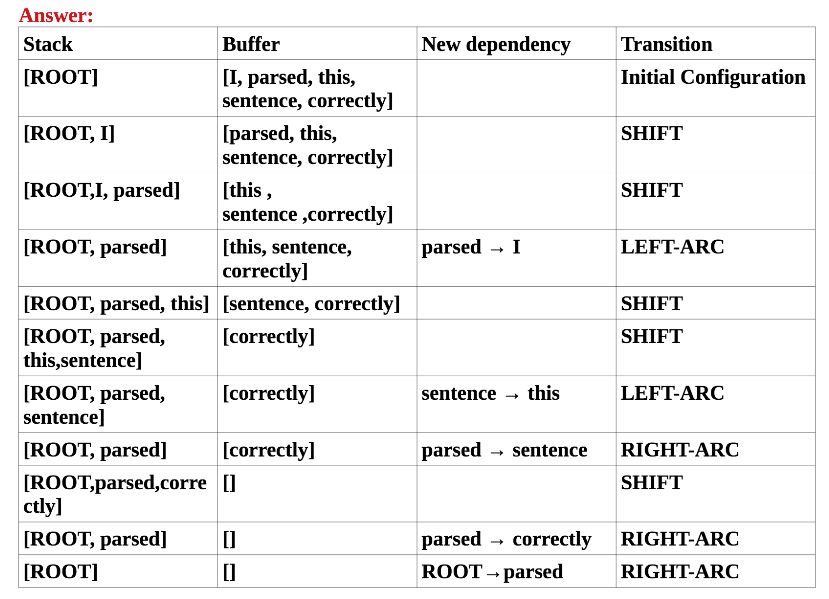 Answer:
Stack Buffer New dependency Transition
[ROOT] [I, parsed, this, Initial Configuration
sentence, correctly]
[ROOT, I] [parsed, this, SHIFT
sentence, correctly]
[ROOT,I, parsed] [this , SHIFT
sentence ,correctly]
[ROOT, parsed] [this, sentence, parsed → I LEFT-ARC
correctly]
[ROOT, parsed, this] [sentence, correctly] SHIFT
[ROOT, parsed, [correctly] SHIFT
this,sentence]
[ROOT, parsed, [correctly] sentence → this LEFT-ARC
sentence]
[ROOT, parsed] [correctly] parsed → sentence RIGHT-ARC
[ROOT,parsed,corre [] SHIFT
ctly]
[ROOT, parsed] [] parsed → correctly RIGHT-ARC
[ROOT] [] ROOT→parsed RIGHT-ARC